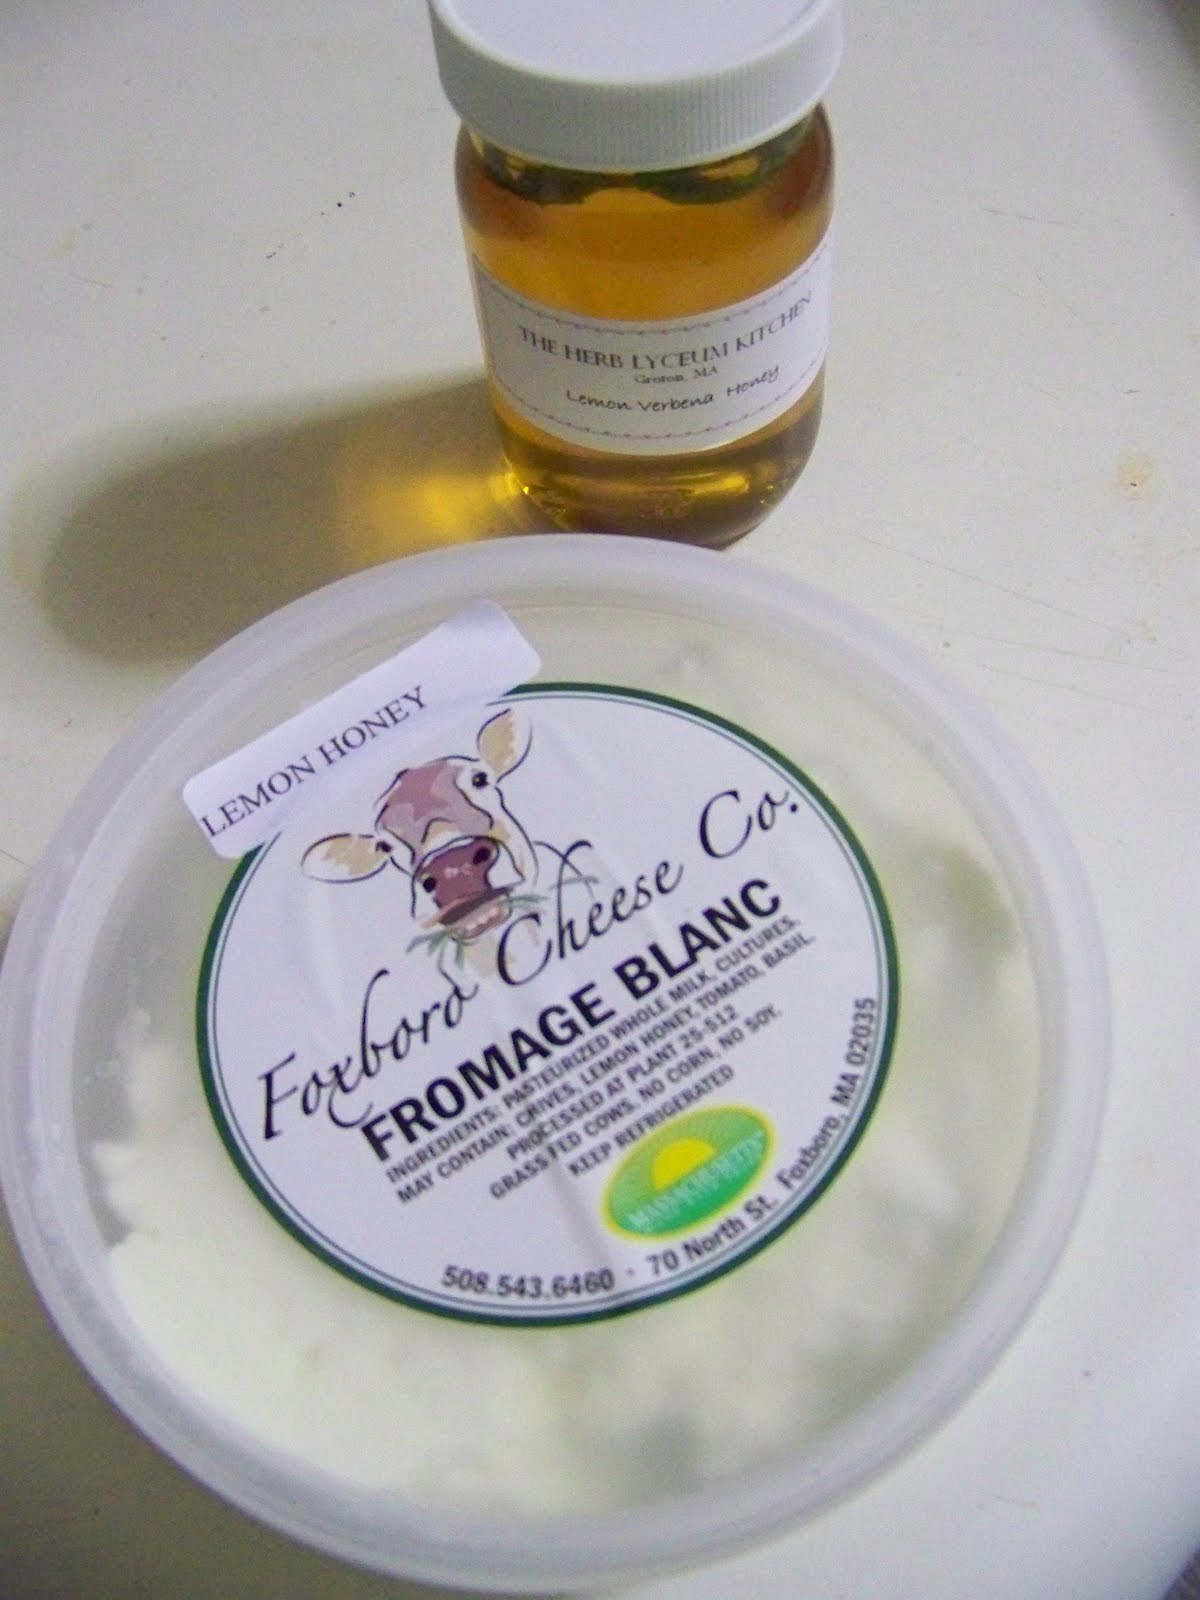 THE HERB LYCEUM KITCHEN
Groton, MA
Lemon Verbena Honey
LEMON HONEY
Foxboro Cheese Co.
FROMAGE BLANC
INGREDIENTS: PASTEURIZED WHOLE MILK, CULTURES.
MAY CONTAIN: CHIVES, LEMON HONEY, TOMATO, BASIL.
PROCESSED AT PLANT 25-512
GRASS FED COWS. NO CORN, NO SOY.
KEEP REFRIGERATED
508.543.6460 · 70 North St. Foxboro, MA 02035